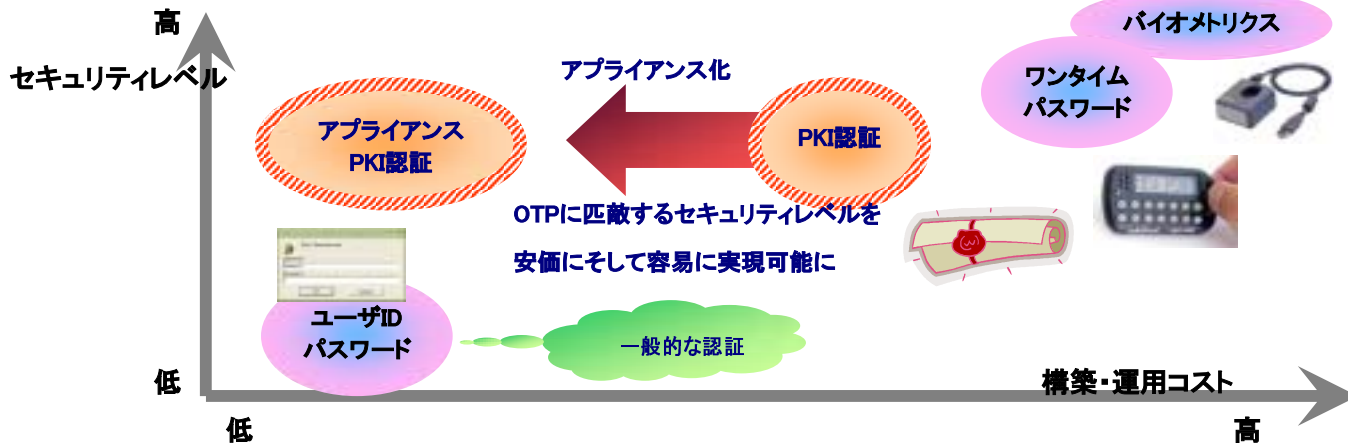 高
バイオメトリクス
セキュリティレベル
アプライアンス化
ワンタイム
パスワード
アプライアンス
PKI認証
PKI認証
OTPに匹敵するセキュリティレベルを
安価にそして容易に実現可能に
ユーザID
パスワード
一般的な認証
低
構築・運用コスト
低
高